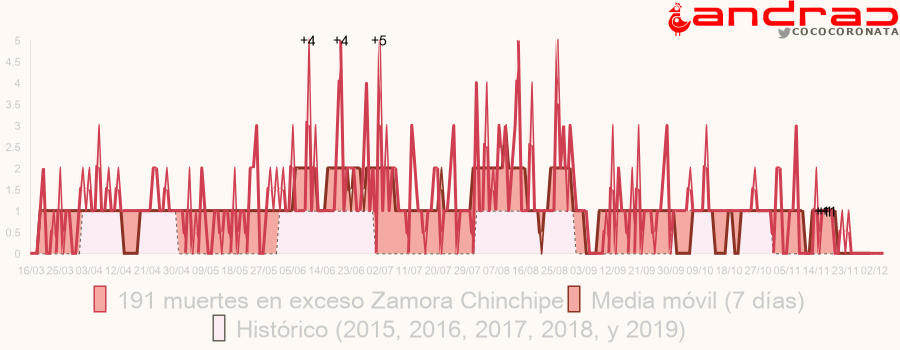 andrab
COCOCORONATA
+4 +4 +5
5
4.5
4
3.5
3
2.5
2
1.5
1
0.5
0
16/03 25/03 03/04 12/04 21/04 30/04 09/05 18/05 27/05 05/06 14/06 23/06 02/07 11/07 20/07 29/07 07/08 16/08 25/08 03/09 12/09 21/09 30/09 09/10 18/10 27/10 05/11 14/11 23/11 02/12
191 muertes en exceso Zamora Chinchipe Media móvil (7 días)
Histórico (2015, 2016, 2017, 2018, y 2019)